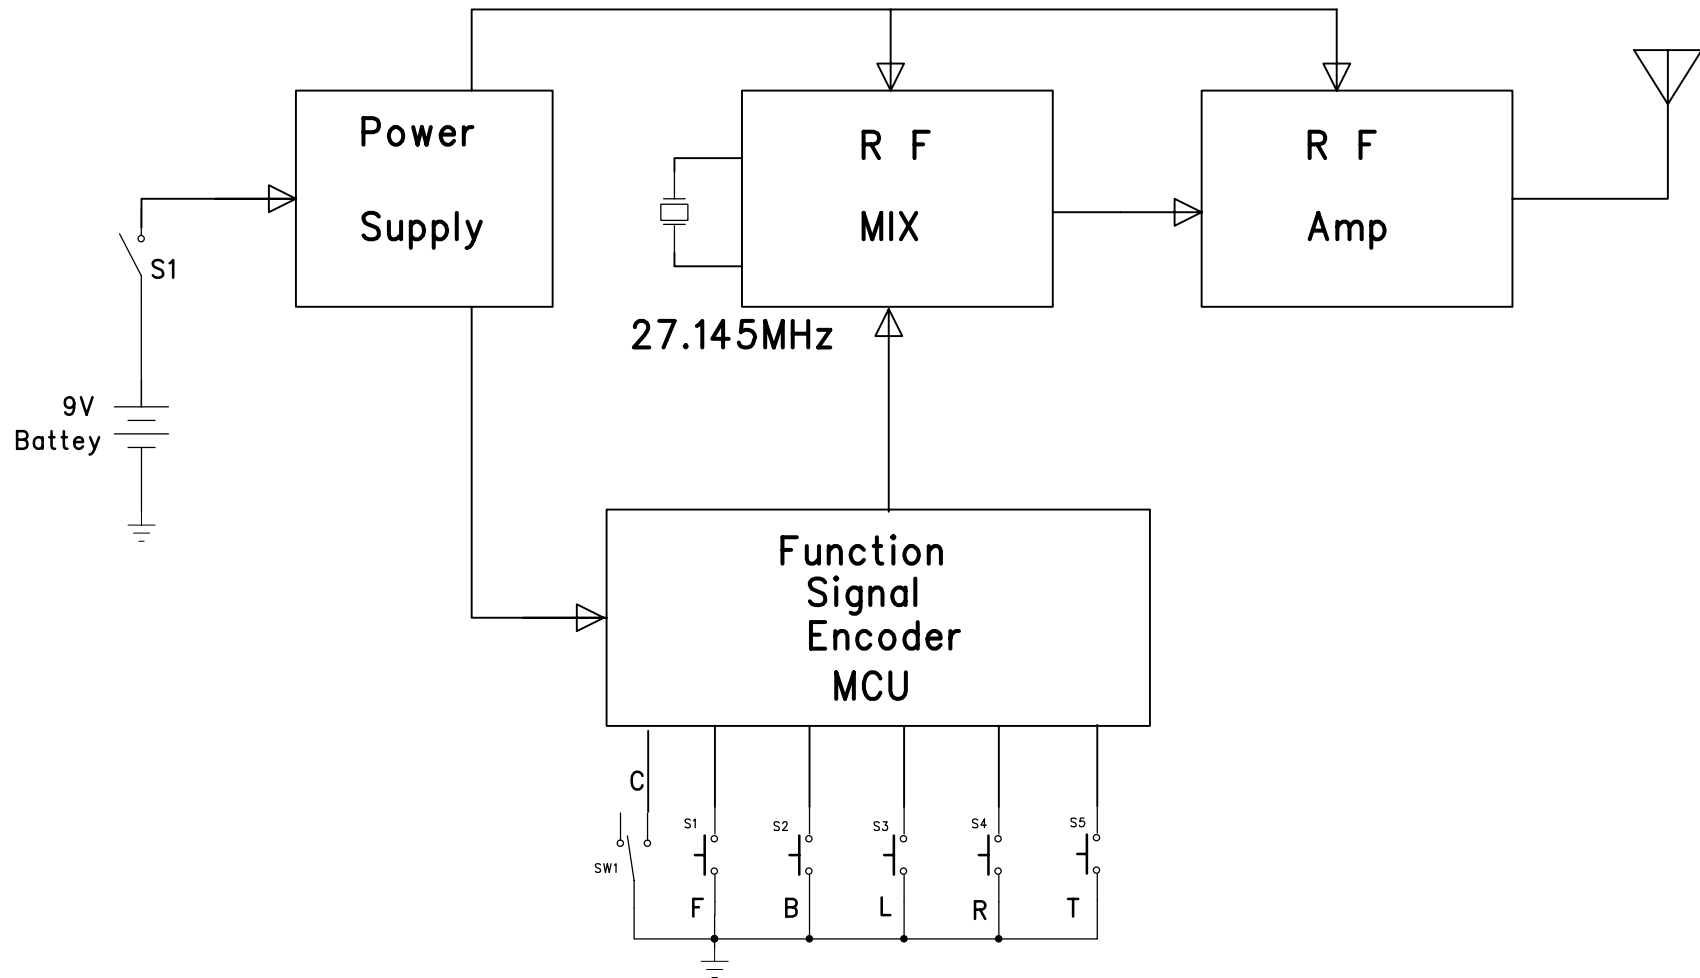 Power
Supply
R F
MIX
R F
Amp
S1
27.145MHz
9V
Battey
Function
Signal
Encoder
MCU
C
S1
S2
S3
S4
S5
SW1
F
B
L
R
T